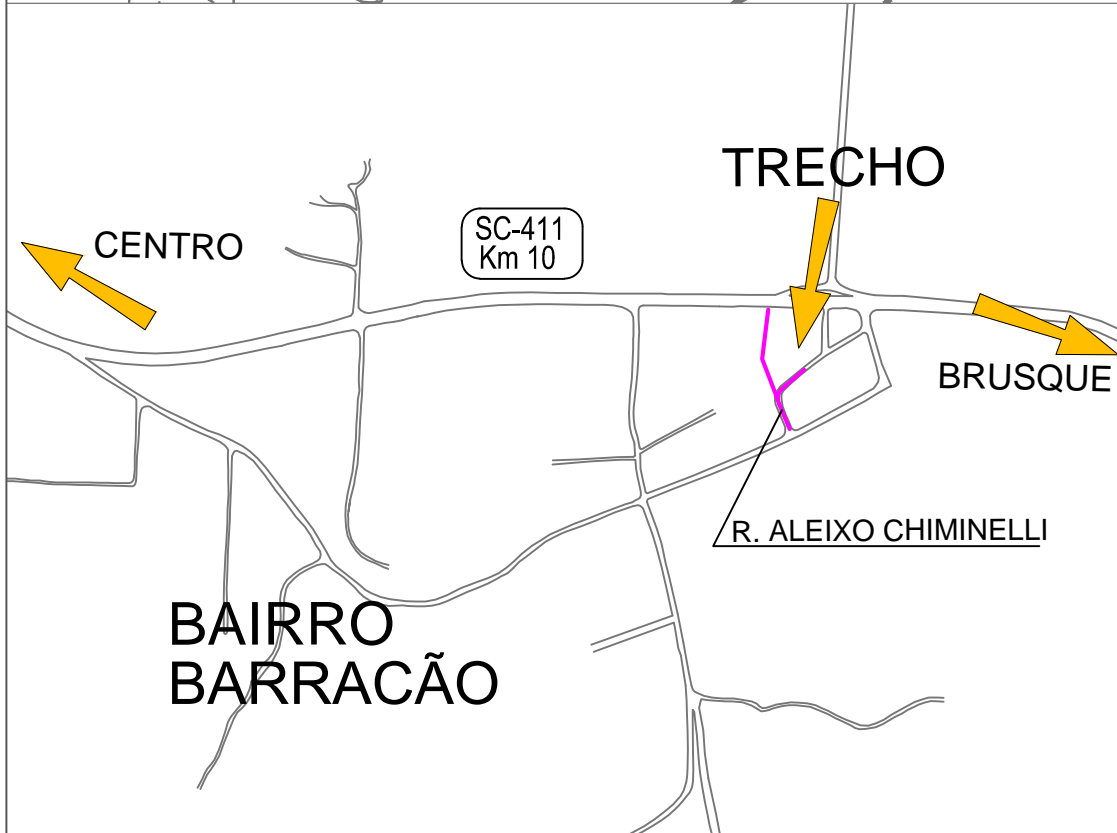 TRECHO
CENTRO
SC-411
Km 10
BRUSQUE
R. ALEIXO CHIMINELLI
BAIRRO
BARRACÃO